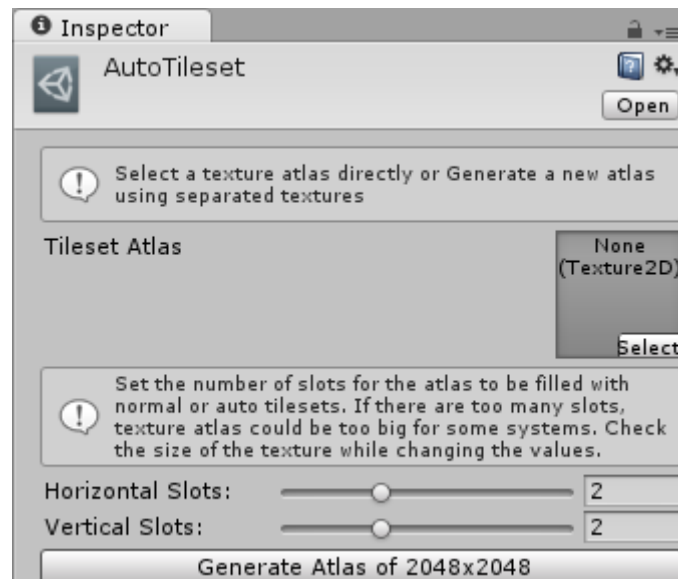 Inspector
AutoTileset
Open
Select a texture atlas directly or Generate a new atlas
using separated textures
Tileset Atlas
None
(Texture2D)
Select
Set the number of slots for the atlas to be filled with
normal or auto tilesets. If there are too many slots,
texture atlas could be too big for some systems. Check
the size of the texture while changing the values.
Horizontal Slots: 2
Vertical Slots: 2
Generate Atlas of 2048x2048